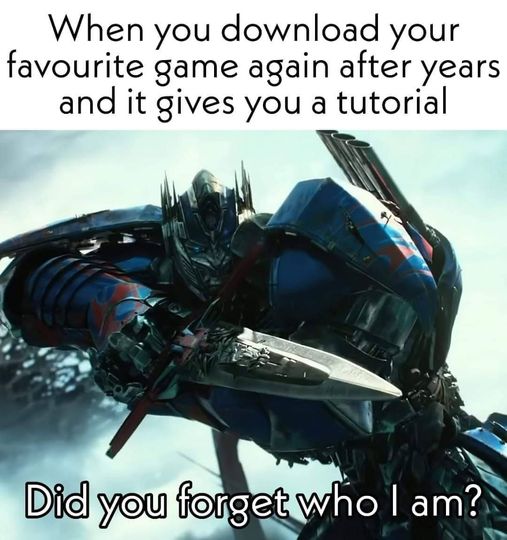 When you download your
favourite game again after years
and it gives you a tutorial
Did you forget who I am?